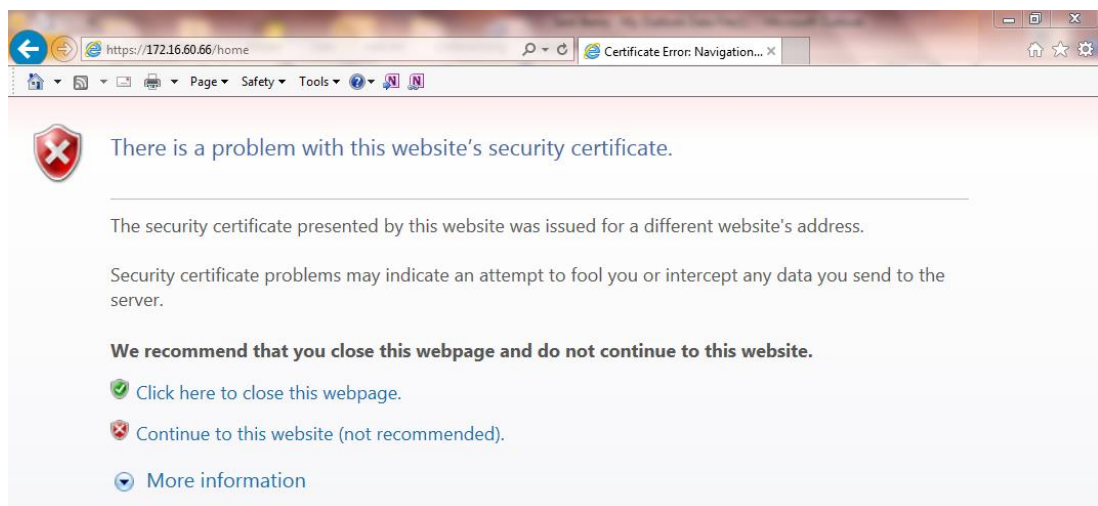 https://172.16.60.66/home
Certificate Error: Navigation...
Page
Safety
Tools
There is a problem with this website's security certificate.
The security certificate presented by this website was issued for a different website's address.
Security certificate problems may indicate an attempt to fool you or intercept any data you send to the
server.
We recommend that you close this webpage and do not continue to this website.
Click here to close this webpage.
Continue to this website (not recommended).
More information